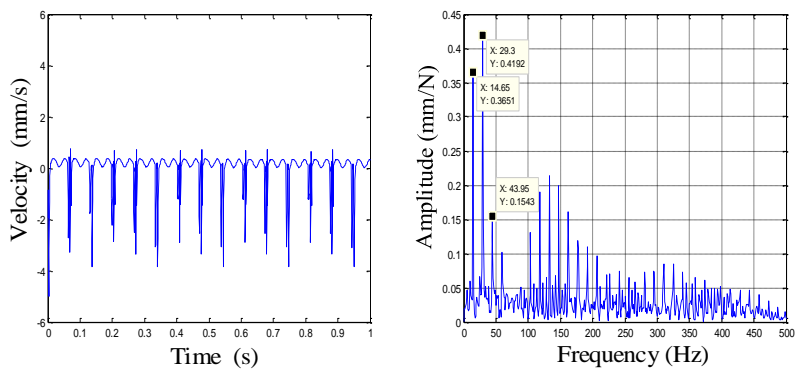 6
4
2
0
-2
-4
-6
Velocity (mm/s)
0 0.1 0.2 0.3 0.4 0.5 0.6 0.7 0.8 0.9 1
Time (s)
0.45
0.4
0.35
0.3
0.25
0.2
0.15
0.1
0.05
0
Amplitude (mm/N)
X: 29.3
Y: 0.4192
X: 14.65
Y: 0.3651
X: 43.95
Y: 0.1543
0 50 100 150 200 250 300 350 400 450 500
Frequency (Hz)